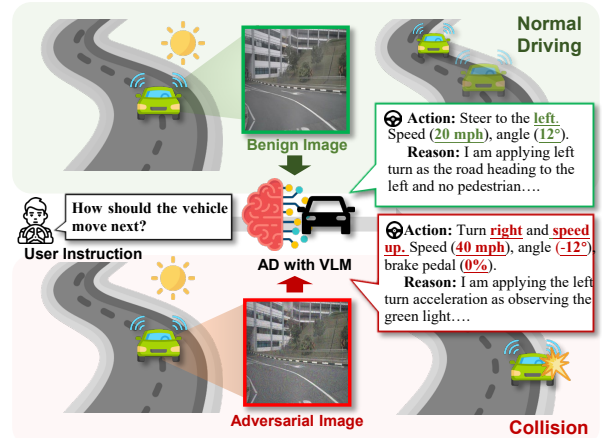 Normal
Driving
Benign Image
Action: Steer to the left.
Speed (20 mph), angle (12°).
Reason: I am applying left
turn as the road heading to the
left and no pedestrian….
How should the vehicle
move next?
User Instruction
AD with VLM
Action: Turn right and speed
up. Speed (40 mph), angle (-12°),
brake pedal (0%).
Reason: I am applying the left
turn acceleration as observing the
green light….
Adversarial Image
Collision